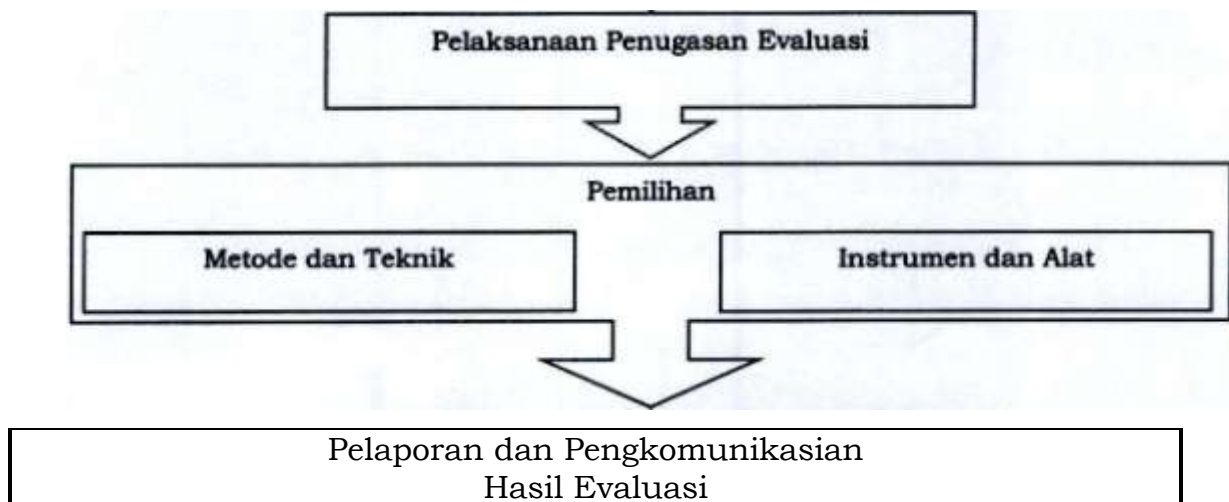 Pelaksanaan Penugasan Evaluasi
Pemilihan
Metode dan Teknik
Instrumen dan Alat
Pelaporan dan Pengkomunikasian
Hasil Evaluasi